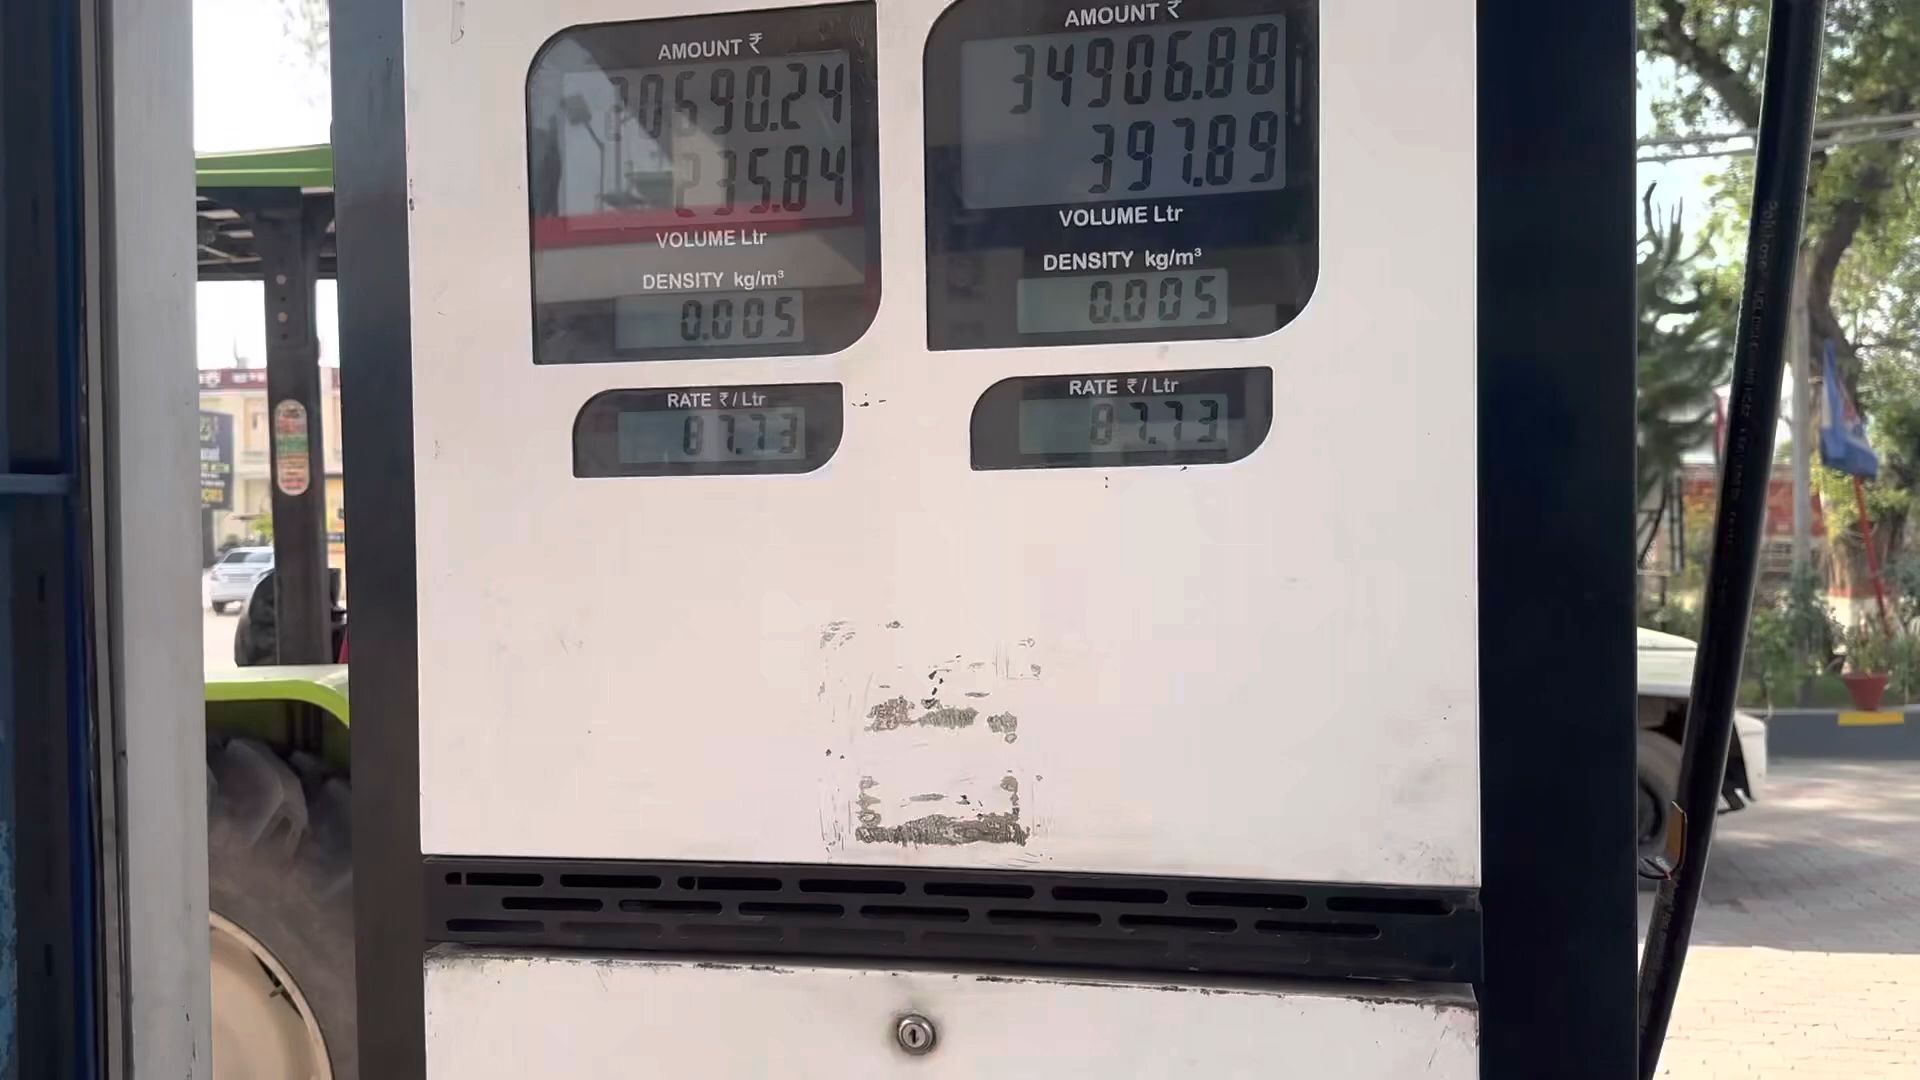 AMOUNT ₹
20690.24
235.84
VOLUME Ltr
DENSITY kg/m³
0.005
RATE ₹ / Ltr
87.73
AMOUNT ₹
34906.88
397.89
VOLUME Ltr
DENSITY kg/m³
0.005
RATE ₹ / Ltr
87.73